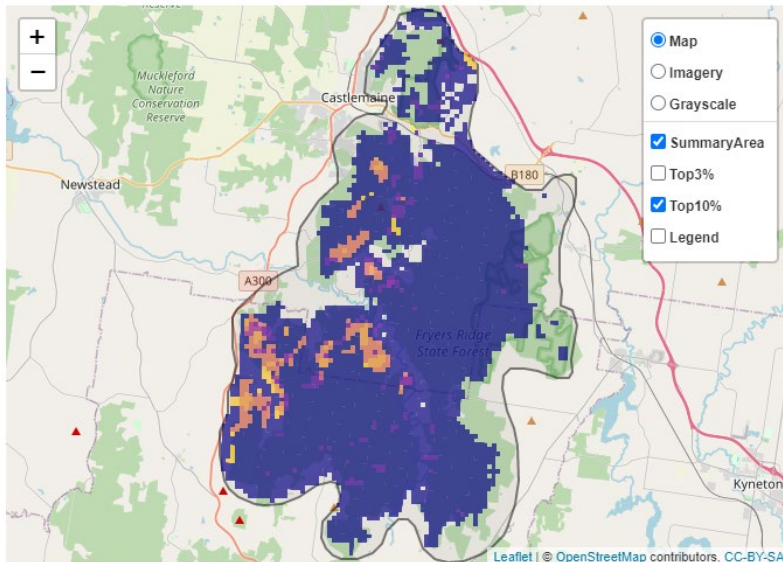 Reserve
+
−
Muckleford
Nature
Conservation
Reserve
Castlemaine
Newstead
B180
A300
Fryers Ridge
State Forest
Kyneton
Map
Imagery
Grayscale
SummaryArea
Top3%
Top10%
Legend
Leaflet | © OpenStreetMap contributors, CC-BY-SA